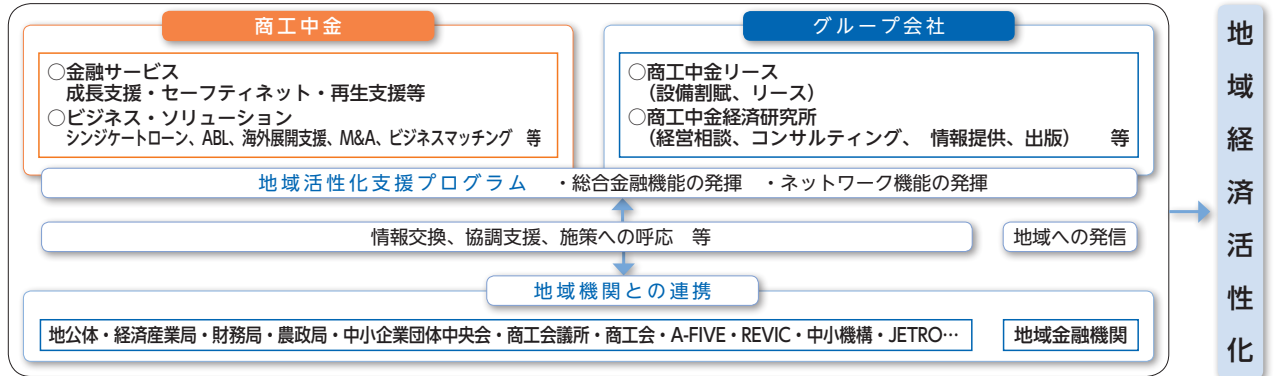 商工中金
○金融サービス
成長支援・セーフティネット・再生支援等
○ビジネス・ソリューション
シンジケートローン、ABL、海外展開支援、M&A、ビジネスマッチング 等
グループ会社
○商工中金リース
（設備割賦、リース）
○商工中金経済研究所
（経営相談、コンサルティング、 情報提供、出版） 等
地域活性化支援プログラム ・総合金融機能の発揮 ・ネットワーク機能の発揮
情報交換、協調支援、施策への呼応 等
地域への発信
地域機関との連携
地公体・経済産業局・財務局・農政局・中小企業団体中央会・商工会議所・商工会・A-FIVE・REVIC・中小機構・JETRO…
地域金融機関
地域経済活性化